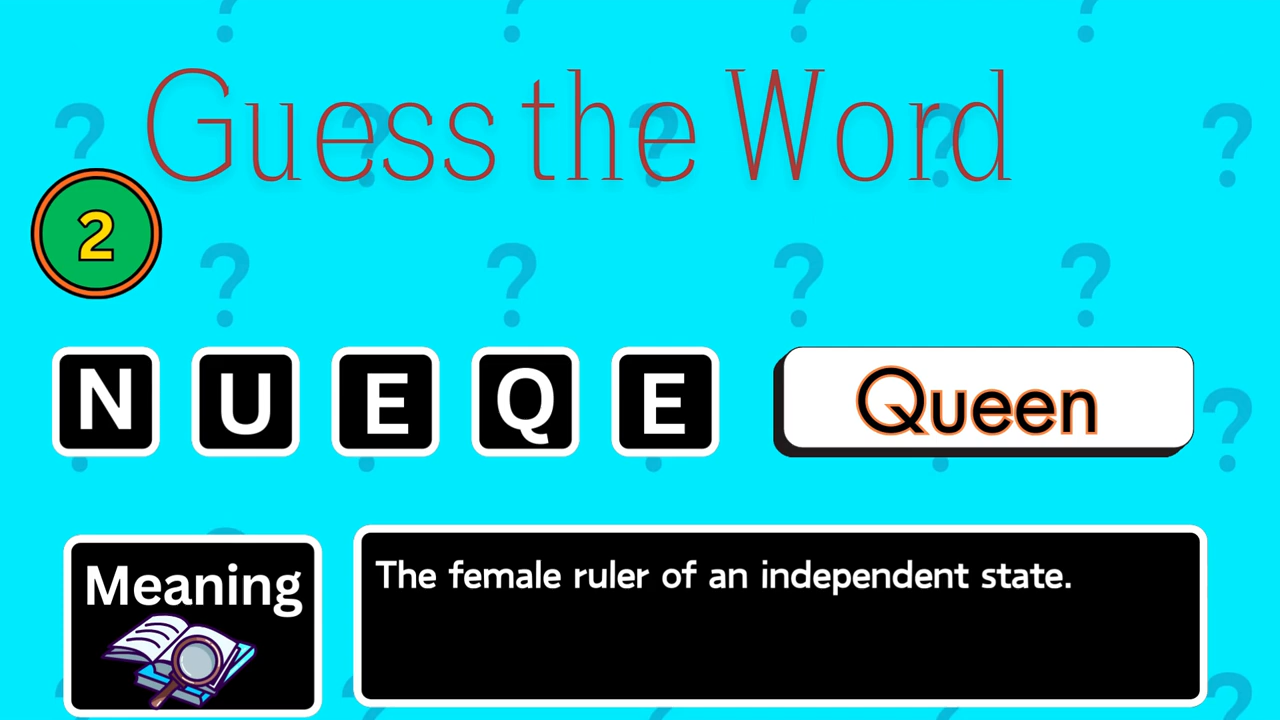 Guess the Word
2
N U E Q E
Queen
Meaning
The female ruler of an independent state.